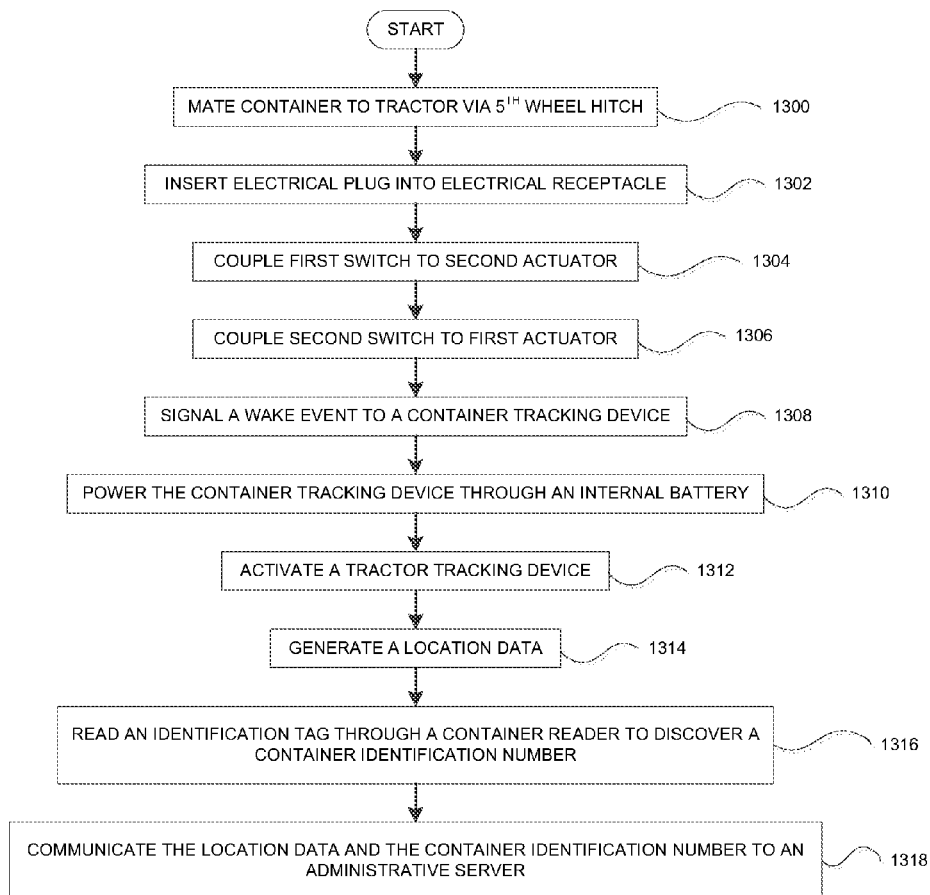 START
MATE CONTAINER TO TRACTOR VIA 5TH WHEEL HITCH
1300
INSERT ELECTRICAL PLUG INTO ELECTRICAL RECEPTACLE
1302
COUPLE FIRST SWITCH TO SECOND ACTUATOR
1304
COUPLE SECOND SWITCH TO FIRST ACTUATOR
1306
SIGNAL A WAKE EVENT TO A CONTAINER TRACKING DEVICE
1308
POWER THE CONTAINER TRACKING DEVICE THROUGH AN INTERNAL BATTERY
1310
ACTIVATE A TRACTOR TRACKING DEVICE
1312
GENERATE A LOCATION DATA
1314
READ AN IDENTIFICATION TAG THROUGH A CONTAINER READER TO DISCOVER A
CONTAINER IDENTIFICATION NUMBER
1316
COMMUNICATE THE LOCATION DATA AND THE CONTAINER IDENTIFICATION NUMBER TO AN
ADMINISTRATIVE SERVER
1318